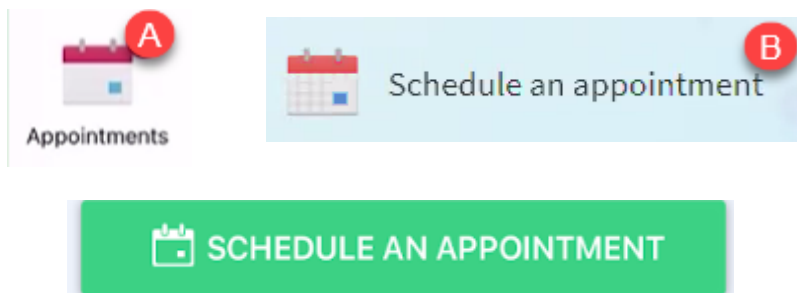 A
Appointments
B
Schedule an appointment
SCHEDULE AN APPOINTMENT